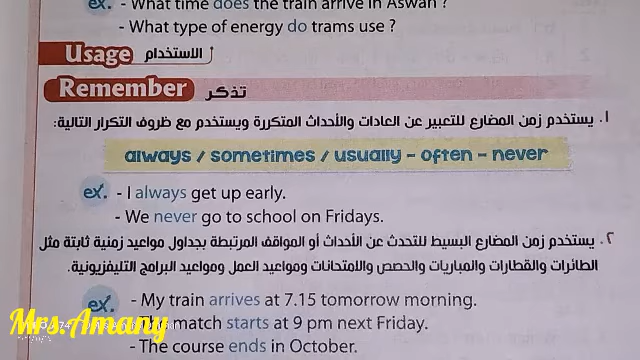 ex. - What time does the train arrive in Aswan ?
- What type of energy do trams use ?
Usage الاستخدام
Remember تذكر
١. يستخدم زمن المضارع للتعبير عن العادات والأحداث المتكررة ويستخدم مع ظروف التكرار التالية:
always / sometimes / usually - often - never
ex. - I always get up early.
- We never go to school on Fridays.
٢. يستخدم زمن المضارع البسيط للتحدث عن الأحداث أو المواقف المرتبطة بجداول مواعيد زمنية ثابتة مثل
الطائرات والقطارات والمباريات والحصص والامتحانات ومواعيد العمل ومواعيد البرامج التليفزيونية.
ex. - My train arrives at 7.15 tomorrow morning.
match starts at 9 pm next Friday.
- The course ends in October.
Mrs.Amany